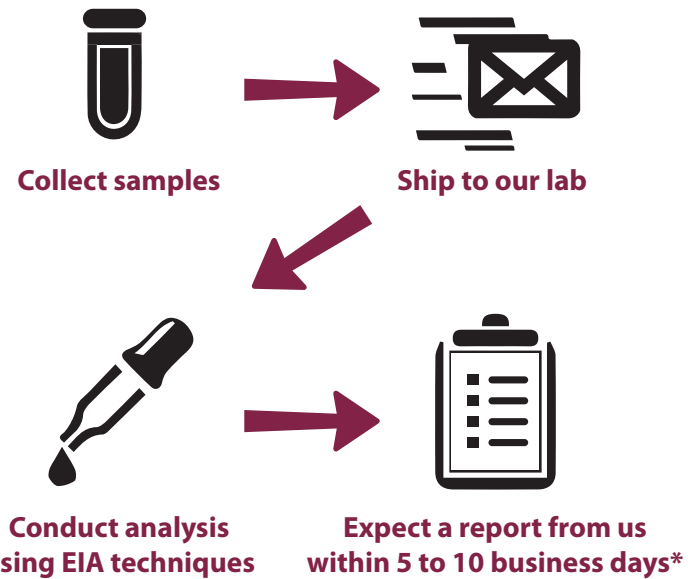 Collect samples
Ship to our lab
Conduct analysis
sing EIA techniques
Expect a report from us
within 5 to 10 business days*